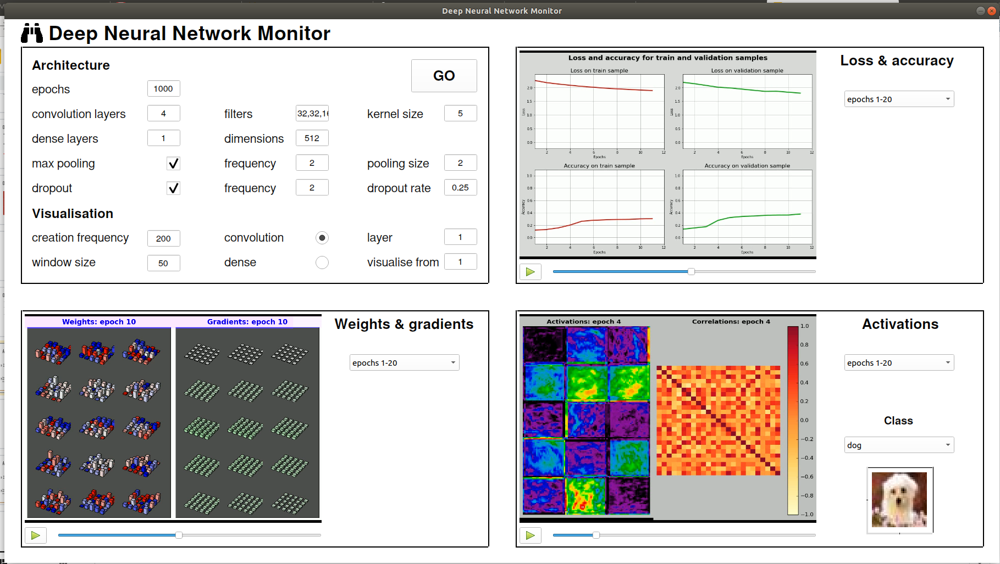 Deep Neural Network Monitor
Deep Neural Network Monitor
Architecture
GO
epochs 1000
convolution layers 4 filters 32,32,16 kernel size 5
dense layers 1 dimensions 512
max pooling frequency 2 pooling size 2
dropout frequency 2 dropout rate 0.25
Visualisation
creation frequency 200 convolution layer 1
window size 50 dense visualise from 1
Loss and accuracy for train and validation samples
Loss on train sample
2.0
1.5
1.0
0.5
0.0
Loss
2 4 6 8 10 12
Epochs
Loss on validation sample
2.0
1.5
1.0
0.5
0.0
Loss
2 4 6 8 10 12
Epochs
Accuracy on train sample
1.0
0.8
0.6
0.4
0.2
0.0
Accuracy
2 4 6 8 10 12
Epochs
Accuracy on validation sample
1.0
0.8
0.6
0.4
0.2
0.0
Accuracy
2 4 6 8 10 12
Epochs
Loss & accuracy
epochs 1-20
Weights: epoch 10
Gradients: epoch 10
Weights & gradients
epochs 1-20
Activations: epoch 4
Correlations: epoch 4
1.0
0.8
0.6
0.4
0.2
0.0
−0.2
−0.4
−0.6
−0.8
−1.0
Activations
epochs 1-20
Class
dog